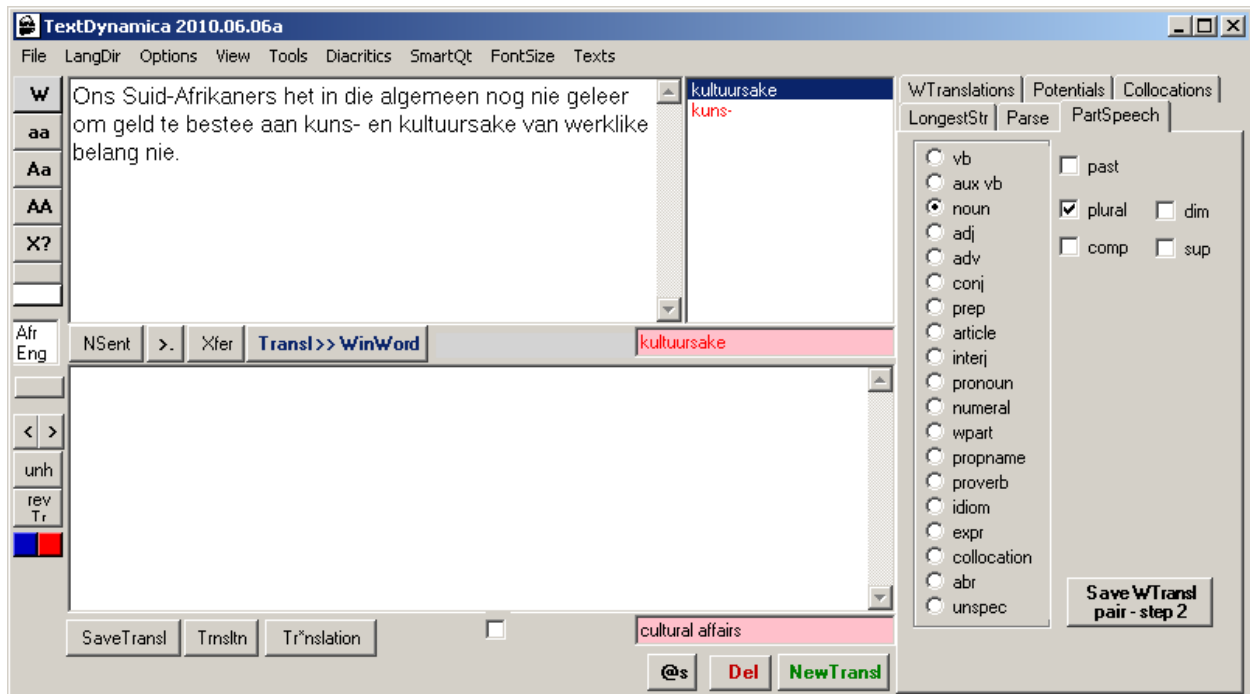 TextDynamica 2010.06.06a
File LangDir Options View Tools Diacritics SmartQt FontSize Texts
W
aa
Aa
AA
X?
Afr
Eng
< >
unh
rev
Tr
Ons Suid-Afrikaners het in die algemeen nog nie geleer
om geld te bestee aan kuns- en kultuursake van werklike
belang nie.
kultuursake
kuns-
NSent >. Xfer Transl >> WinWord kultuursake
SaveTransl Trnsltn Tr*nslation cultural affairs
@s Del NewTransl
WTranslations Potentials Collocations
LongestStr Parse PartSpeech
vb
aux vb
noun
adj
adv
conj
prep
article
interj
pronoun
numeral
wpart
propname
proverb
idiom
expr
collocation
abr
unspec
past
plural dim
comp sup
Save WTransl
pair - step 2